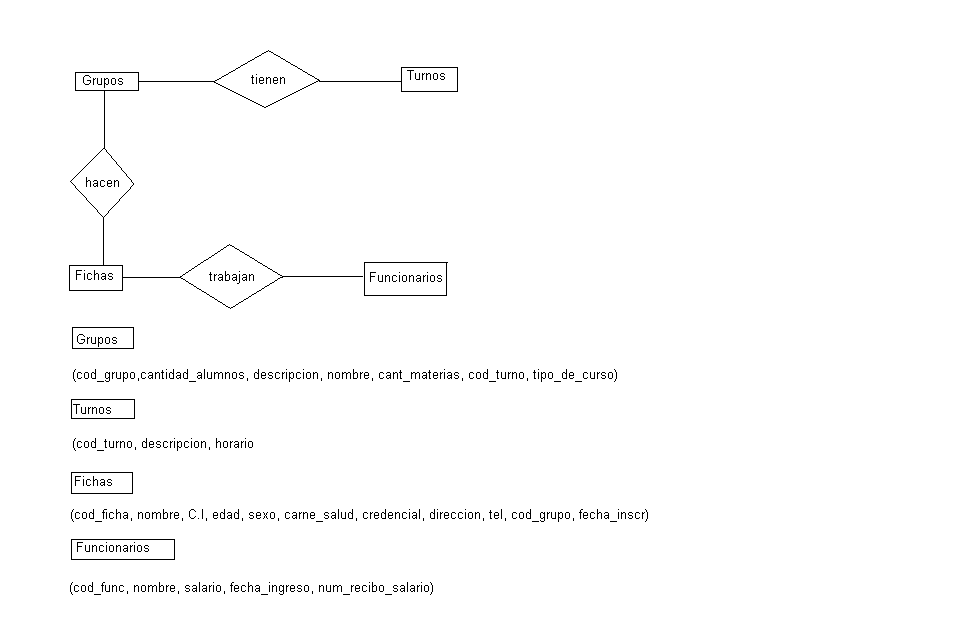 Grupos
tienen
Turnos
hacen
Fichas
trabajan
Funcionarios
Grupos
(cod_grupo,cantidad_alumnos, descripcion, nombre, cant_materias, cod_turno, tipo_de_curso)
Turnos
(cod_turno, descripcion, horario
Fichas
(cod_ficha, nombre, C.I, edad, sexo, carne_salud, credencial, direccion, tel, cod_grupo, fecha_inscr)
Funcionarios
(cod_func, nombre, salario, fecha_ingreso, num_recibo_salario)